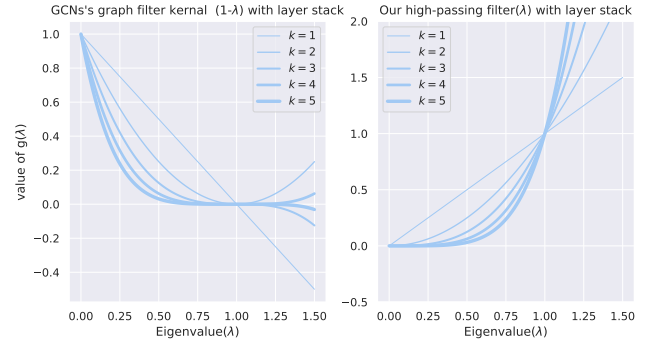 GCNs's graph filter kernal (1-λ) with layer stack
value of g(λ)
1.0
0.8
0.6
0.4
0.2
0.0
−0.2
−0.4
k = 1
k = 2
k = 3
k = 4
k = 5
0.00 0.25 0.50 0.75 1.00 1.25 1.50
Eigenvalue(λ)
Our high-passing filter(λ) with layer stack
2.0
1.5
1.0
0.5
0.0
−0.5
k = 1
k = 2
k = 3
k = 4
k = 5
0.00 0.25 0.50 0.75 1.00 1.25 1.50
Eigenvalue(λ)